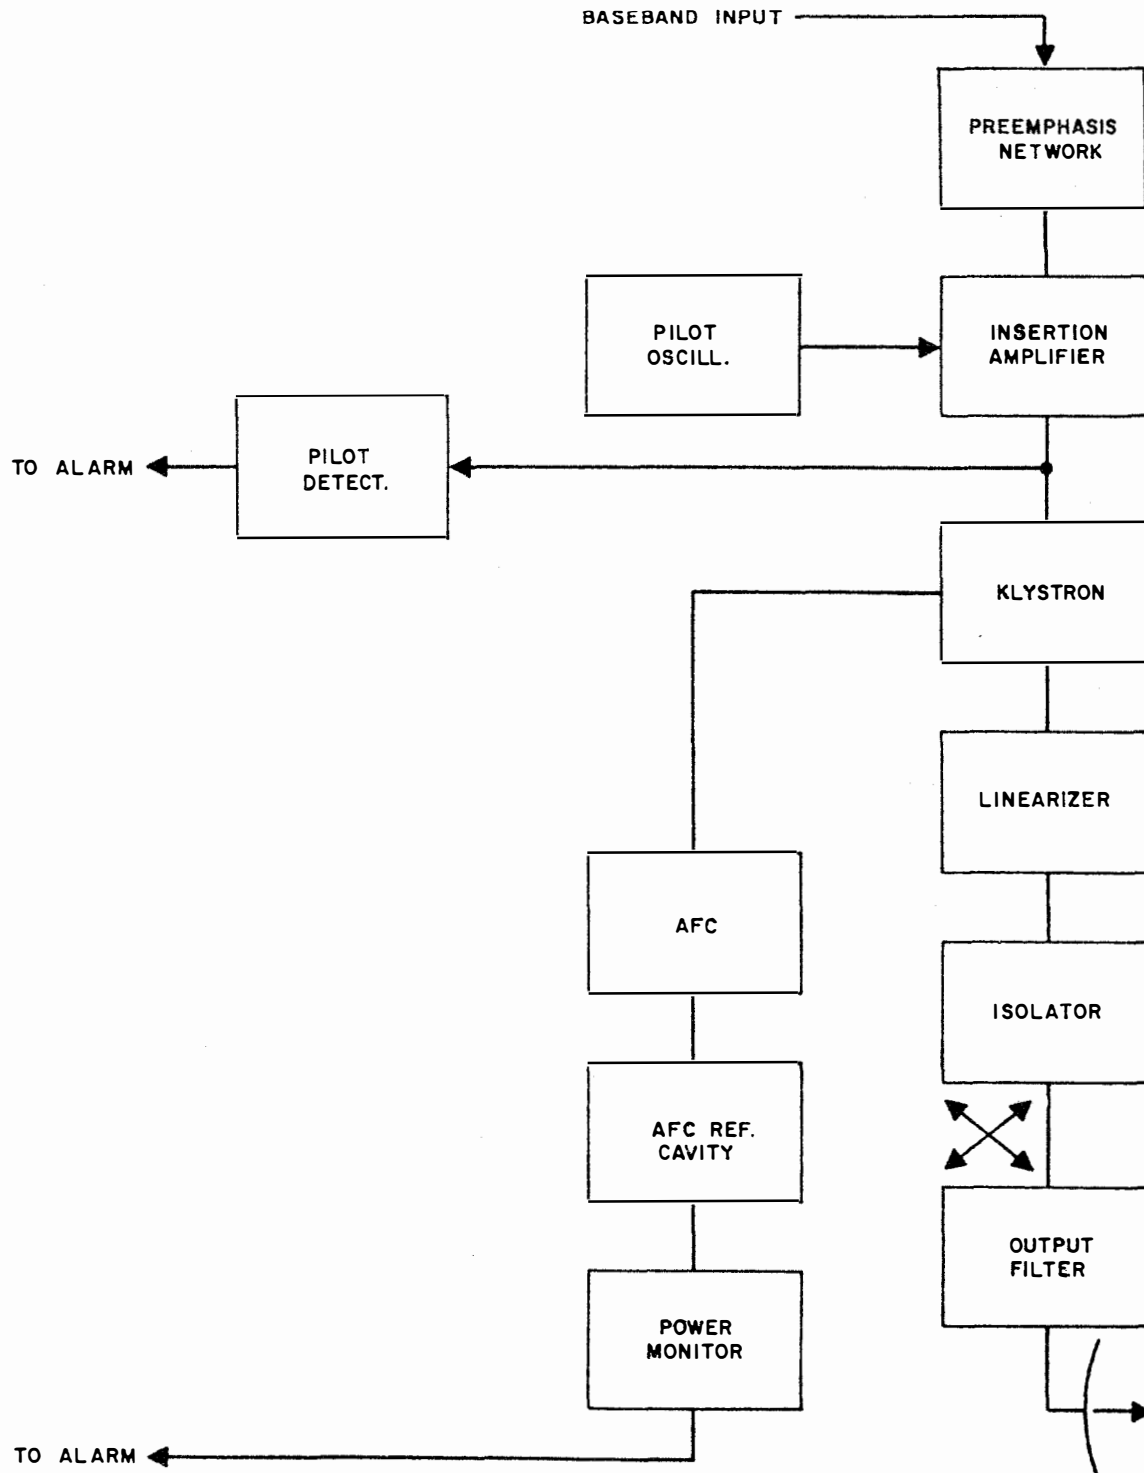 BASEBAND INPUT
PREEMPHASIS
NETWORK
PILOT
OSCILL.
INSERTION
AMPLIFIER
TO ALARM
PILOT
DETECT.
KLYSTRON
LINEARIZER
AFC
ISOLATOR
AFC REF.
CAVITY
OUTPUT
FILTER
POWER
MONITOR
TO ALARM